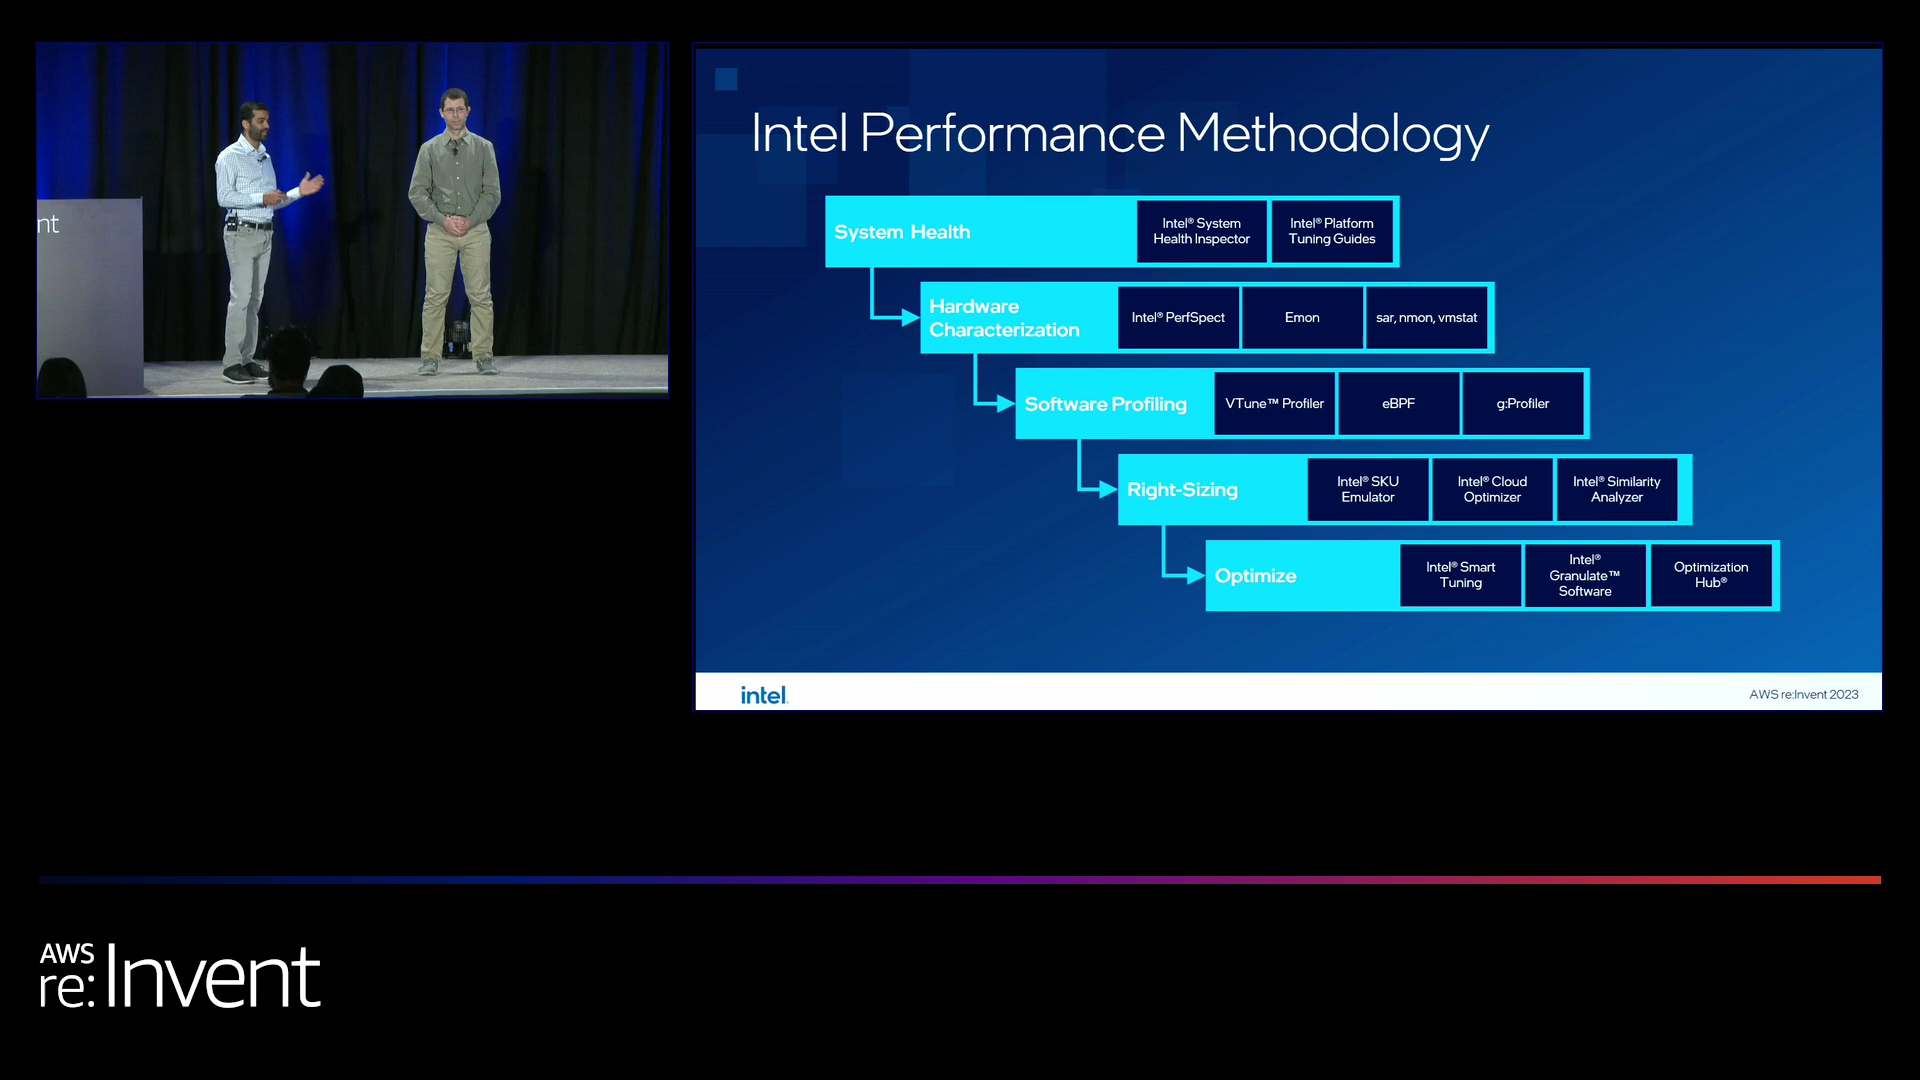 nt
Intel Performance Methodology
System Health
Intel® System
Health Inspector
Intel® Platform
Tuning Guides
Hardware
Characterization
Intel® PerfSpect
Emon
sar, nmon, vmstat
Software Profiling
VTune™ Profiler
eBPF
g:Profiler
Right-Sizing
Intel® SKU
Emulator
Intel® Cloud
Optimizer
Intel® Similarity
Analyzer
Optimize
Intel® Smart
Tuning
Intel®
Granulate™
Software
Optimization
Hub®
intel.
AWS re:Invent 2023
AWS
re:Invent